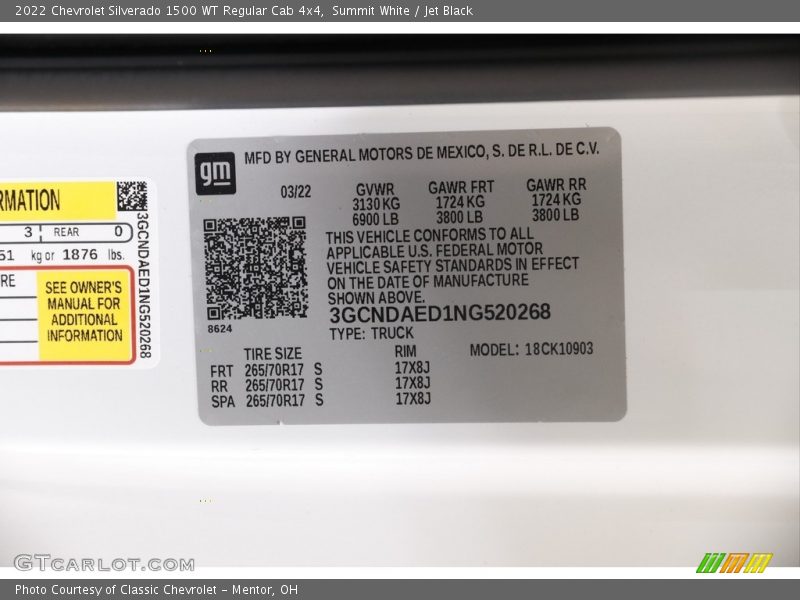 2022 Chevrolet Silverado 1500 WT Regular Cab 4x4, Summit White / Jet Black
RMATION
3 REAR 0
51 kg or 1876 lbs.
RE
SEE OWNER'S
MANUAL FOR
ADDITIONAL
INFORMATION
3GCNDAED1NG520268
gm
MFD BY GENERAL MOTORS DE MEXICO, S. DE R.L. DE C.V.
03/22 GVWR GAWR FRT GAWR RR
3130 KG 1724 KG 1724 KG
6900 LB 3800 LB 3800 LB
THIS VEHICLE CONFORMS TO ALL
APPLICABLE U.S. FEDERAL MOTOR
VEHICLE SAFETY STANDARDS IN EFFECT
ON THE DATE OF MANUFACTURE
SHOWN ABOVE.
8624
3GCNDAED1NG520268
TYPE: TRUCK
TIRE SIZE RIM MODEL: 18CK10903
FRT 265/70R17 S 17X8J
RR 265/70R17 S 17X8J
SPA 265/70R17 S 17X8J
GTCARLOT.COM
Photo Courtesy of Classic Chevrolet - Mentor, OH